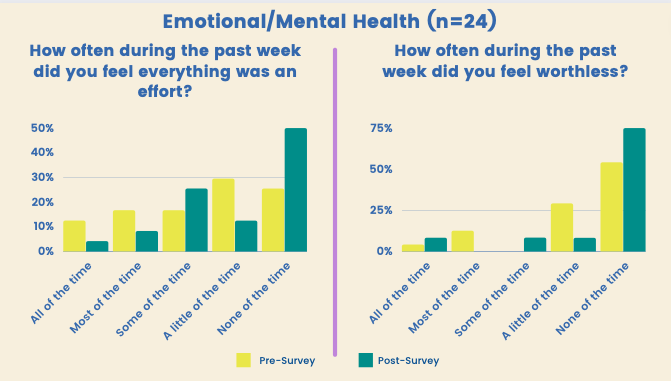 Emotional/Mental Health (n=24)
How often during the past week
did you feel everything was an
effort?
50%
40%
30%
20%
10%
0%
All of the time
Most of the time
Some of the time
A little of the time
None of the time
How often during the past
week did you feel worthless?
75%
50%
25%
0%
All of the time
Most of the time
Some of the time
A little of the time
None of the time
Pre-Survey
Post-Survey